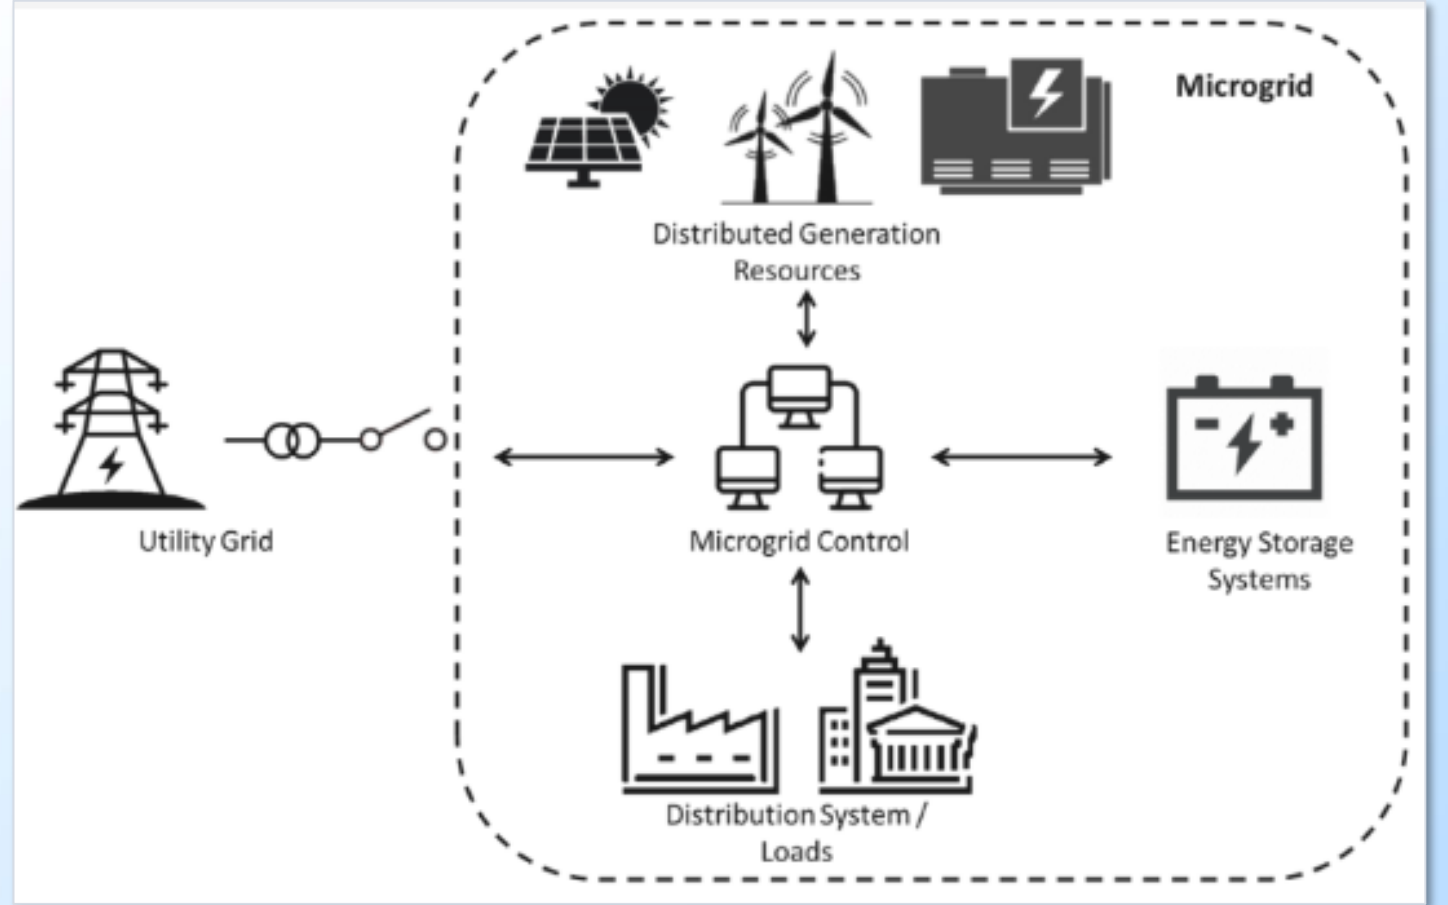 Microgrid
Distributed Generation
Resources
Utility Grid
Microgrid Control
Energy Storage
Systems
Distribution System /
Loads